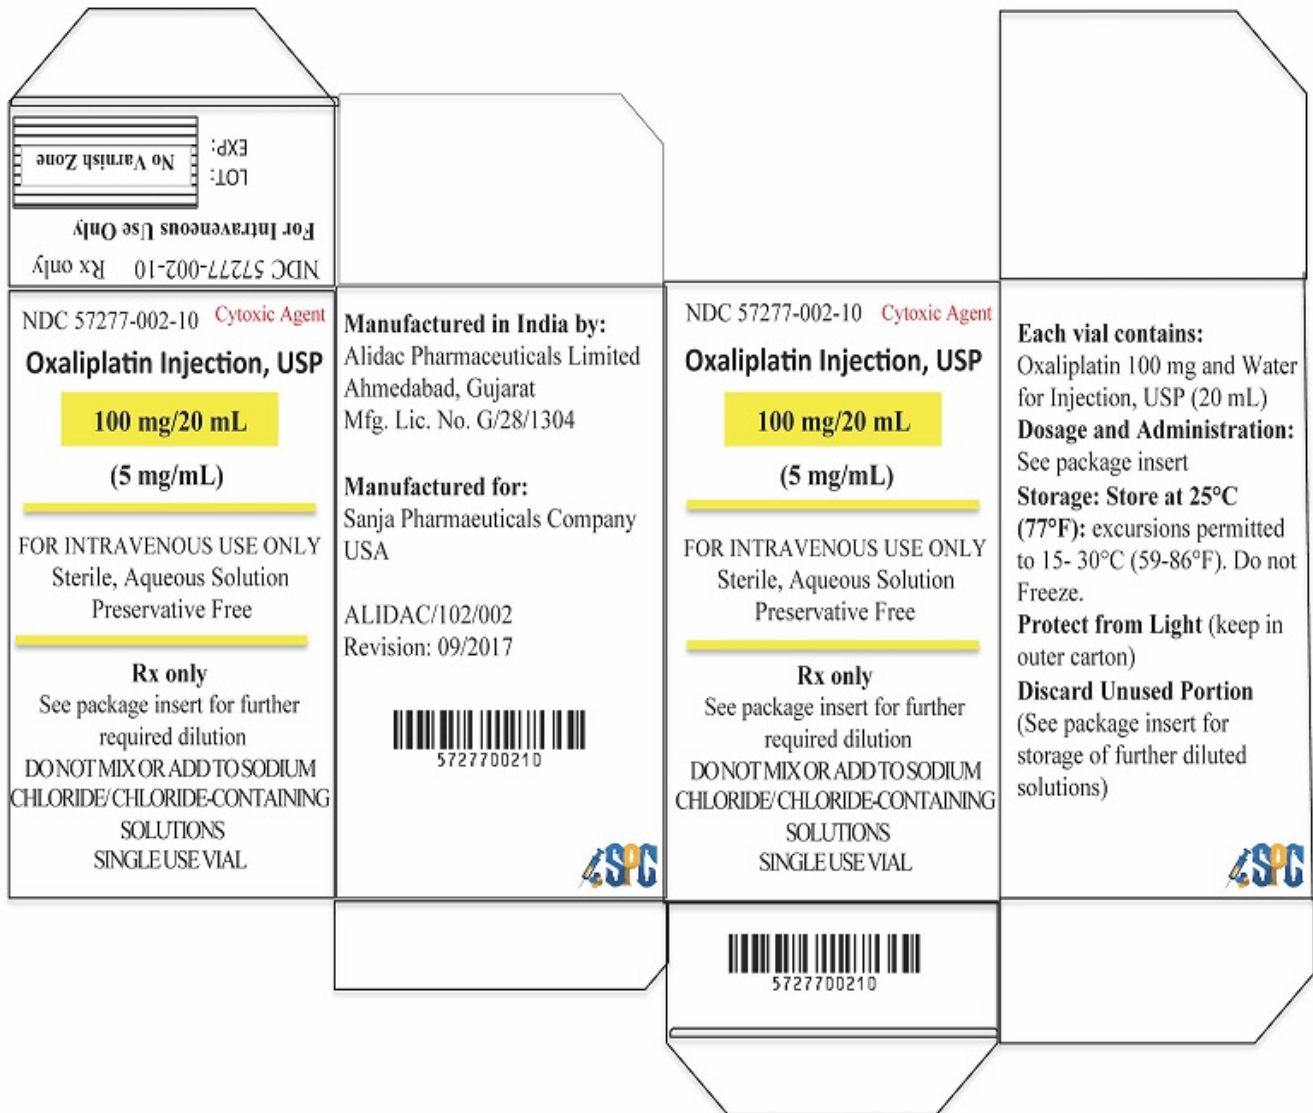 NDC 57277-002-10 Rx only
For Intraveneous Use Only
LOT:
EXP:
No Varnish Zone
NDC 57277-002-10 Cytoxic Agent
Oxaliplatin Injection, USP
100 mg/20 mL
(5 mg/mL)
FOR INTRAVENOUS USE ONLY
Sterile, Aqueous Solution
Preservative Free
Rx only
See package insert for further
required dilution
DO NOT MIX OR ADD TO SODIUM
CHLORIDE/ CHLORIDE-CONTAINING
SOLUTIONS
SINGLE USE VIAL
Manufactured in India by:
Alidac Pharmaceuticals Limited
Ahmedabad, Gujarat
Mfg. Lic. No. G/28/1304
Manufactured for:
Sanja Pharmaeuticals Company
USA
ALIDAC/102/002
Revision: 09/2017
5727700210
SPC
NDC 57277-002-10 Cytoxic Agent
Oxaliplatin Injection, USP
100 mg/20 mL
(5 mg/mL)
FOR INTRAVENOUS USE ONLY
Sterile, Aqueous Solution
Preservative Free
Rx only
See package insert for further
required dilution
DO NOT MIX OR ADD TO SODIUM
CHLORIDE/ CHLORIDE-CONTAINING
SOLUTIONS
SINGLE USE VIAL
5727700210
Each vial contains:
Oxaliplatin 100 mg and Water
for Injection, USP (20 mL)
Dosage and Administration:
See package insert
Storage: Store at 25°C
(77°F): excursions permitted
to 15- 30°C (59-86°F). Do not
Freeze.
Protect from Light (keep in
outer carton)
Discard Unused Portion
(See package insert for
storage of further diluted
solutions)
SPC